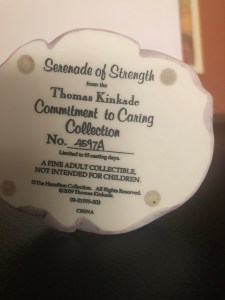 Serenade of Strength
from the
Thomas Kinkade
Commitment to Caring
Collection
No. 4597A
Limited to 95 casting days.
A FINE ADULT COLLECTIBLE,
NOT INTENDED FOR CHILDREN.
©The Hamilton Collection. All Rights Reserved.
©2009 Thomas Kinkade.
CHINA